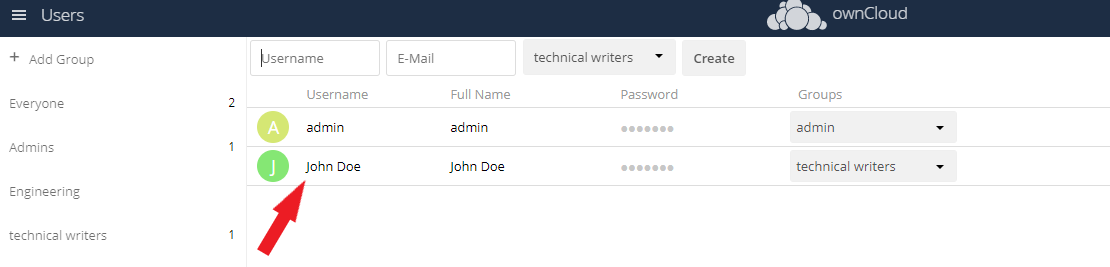 Users
ownCloud
+ Add Group
Everyone 2
Admins 1
Engineering
technical writers 1
Username E-Mail technical writers Create
Username Full Name Password Groups
A admin admin ●●●●●●● admin
J John Doe John Doe ●●●●●●● technical writers